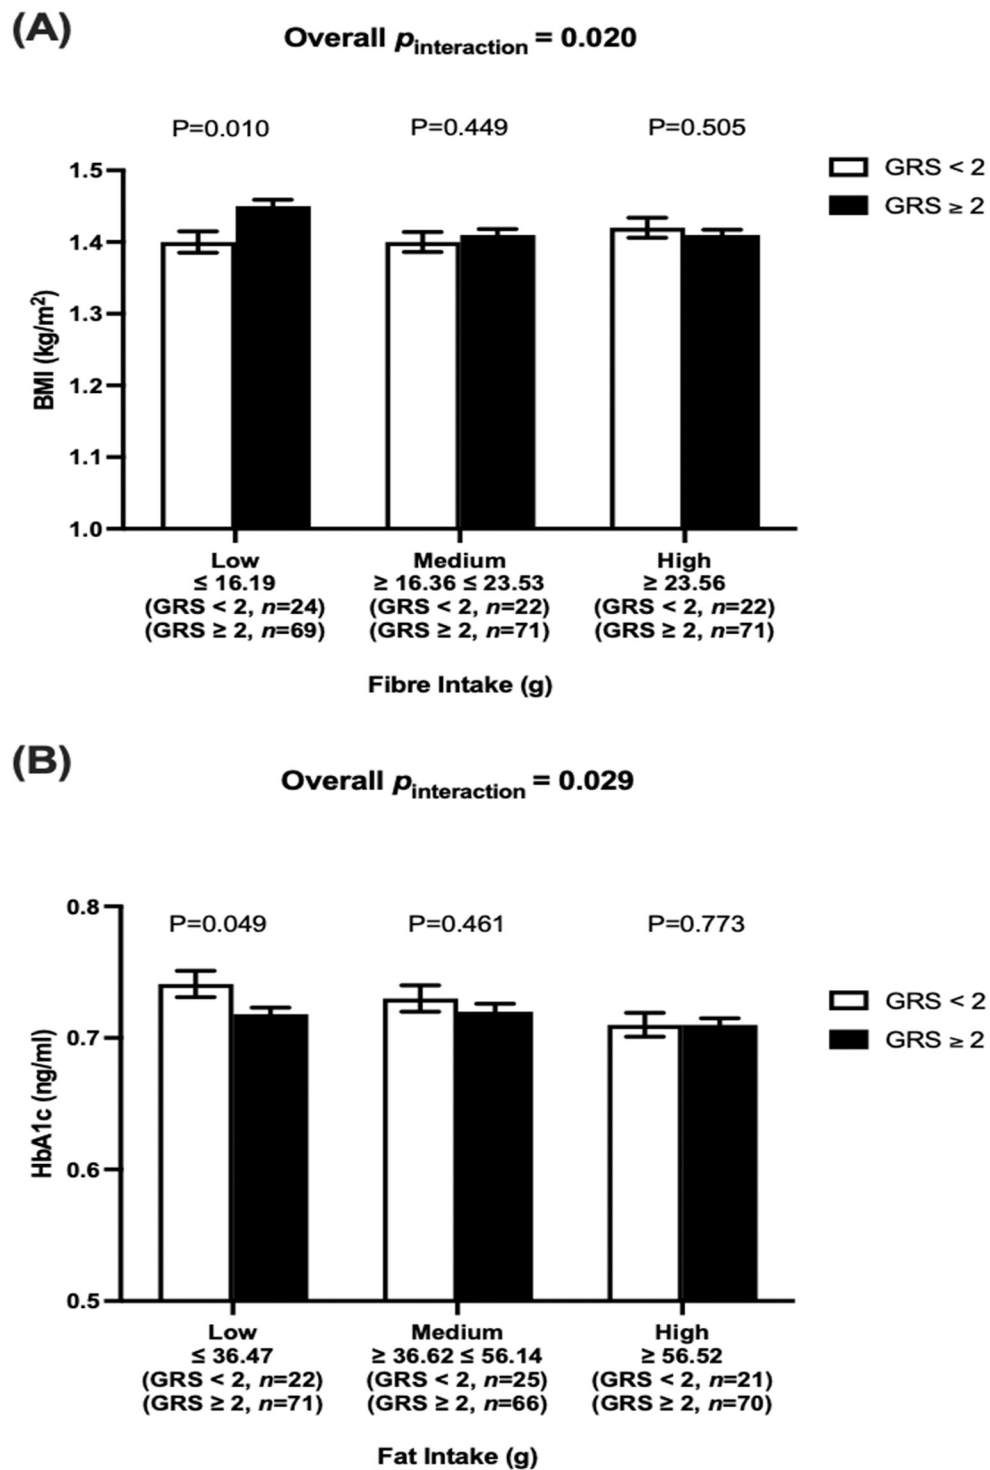 (A)
Overall pinteraction = 0.020
P=0.010 P=0.449 P=0.505
GRS < 2
GRS ≥ 2
1.5
1.4
1.3
1.2
1.1
1.0
BMI (kg/m²)
Low Medium High
≤ 16.19 ≥ 16.36 ≤ 23.53 ≥ 23.56
(GRS < 2, n=24) (GRS < 2, n=22) (GRS < 2, n=22)
(GRS ≥ 2, n=69) (GRS ≥ 2, n=71) (GRS ≥ 2, n=71)
Fibre Intake (g)
(B)
Overall pinteraction = 0.029
P=0.049 P=0.461 P=0.773
GRS < 2
GRS ≥ 2
0.8
0.7
0.6
0.5
HbA1c (ng/ml)
Low Medium High
≤ 36.47 ≥ 36.62 ≤ 56.14 ≥ 56.52
(GRS < 2, n=22) (GRS < 2, n=25) (GRS < 2, n=21)
(GRS ≥ 2, n=71) (GRS ≥ 2, n=66) (GRS ≥ 2, n=70)
Fat Intake (g)